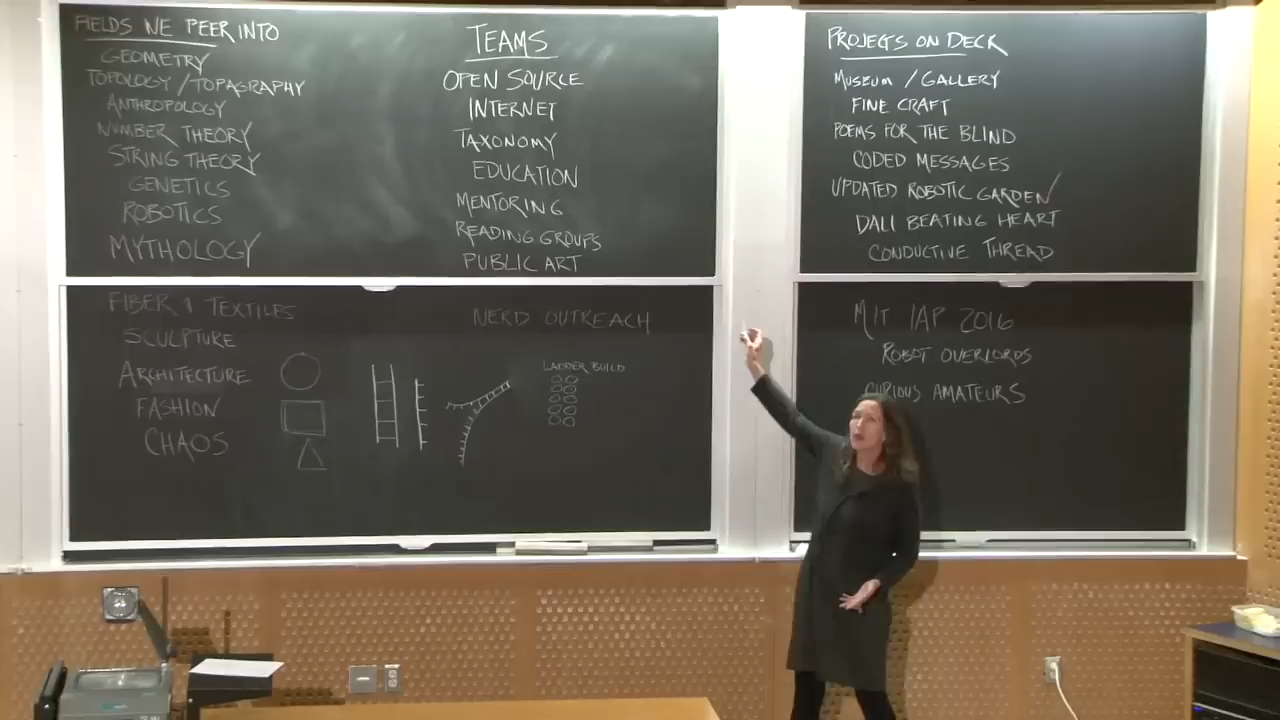 FIELDS WE PEER INTO
GEOMETRY
TOPOLOGY / TOPAGRAPHY
ANTHROPOLOGY
NUMBER THEORY
STRING THEORY
GENETICS
ROBOTICS
MYTHOLOGY
FIBER & TEXTILES
SCULPTURE
ARCHITECTURE
FASHION
CHAOS
TEAMS
OPEN SOURCE
INTERNET
TAXONOMY
EDUCATION
MENTORING
READING GROUPS
PUBLIC ART
NERD OUTREACH
LADDER BUILD
PROJECTS ON DECK
MUSEUM / GALLERY
FINE CRAFT
POEMS FOR THE BLIND
CODED MESSAGES
UPDATED ROBOTIC GARDEN
DALI BEATING HEART
CONDUCTIVE THREAD
MIT IAP 2016
ROBOT OVERLORDS
CURIOUS AMATEURS